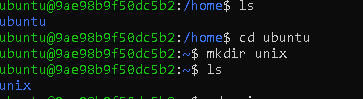 ubuntu@9ae98b9f50dc5b2:/home$ ls
ubuntu
ubuntu@9ae98b9f50dc5b2:/home$ cd ubuntu
ubuntu@9ae98b9f50dc5b2:~$ mkdir unix
ubuntu@9ae98b9f50dc5b2:~$ ls
unix